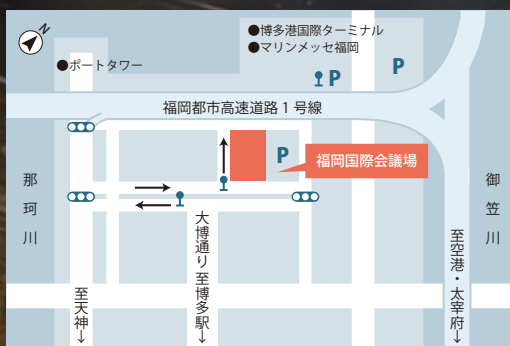 N
●博多港国際ターミナル
●マリンメッセ福岡
●ポートタワー
P
P
福岡都市高速道路1号線
P
福岡国際会議場
那珂川
御笠川
大博通り 至博多駅→
至天神→
至空港・太宰府→